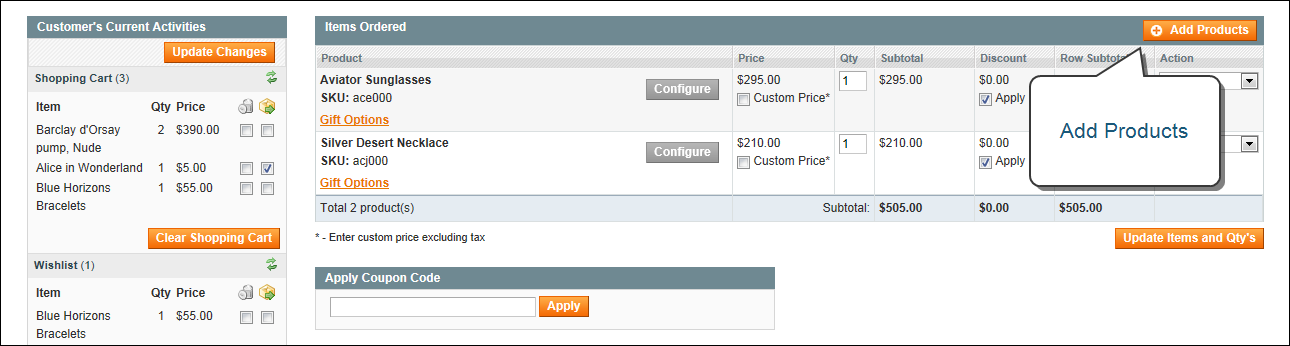 Customer's Current Activities
Update Changes
Shopping Cart (3)
Item Qty Price
Barclay d'Orsay 2 $390.00
pump, Nude
Alice in Wonderland 1 $5.00
Blue Horizons 1 $55.00
Bracelets
Clear Shopping Cart
Wishlist (1)
Item Qty Price
Blue Horizons 1 $55.00
Bracelets
Items Ordered
Add Products
Product Price Qty Subtotal Discount Row Subtotal Action
Aviator Sunglasses Configure $295.00 1 $295.00 $0.00
SKU: ace000 Custom Price* Apply
Gift Options
Silver Desert Necklace Configure $210.00 1 $210.00 $0.00
SKU: acj000 Custom Price* Apply
Gift Options
Add Products
Total 2 product(s) Subtotal: $505.00 $0.00 $505.00
* - Enter custom price excluding tax
Update Items and Qty's
Apply Coupon Code
Apply